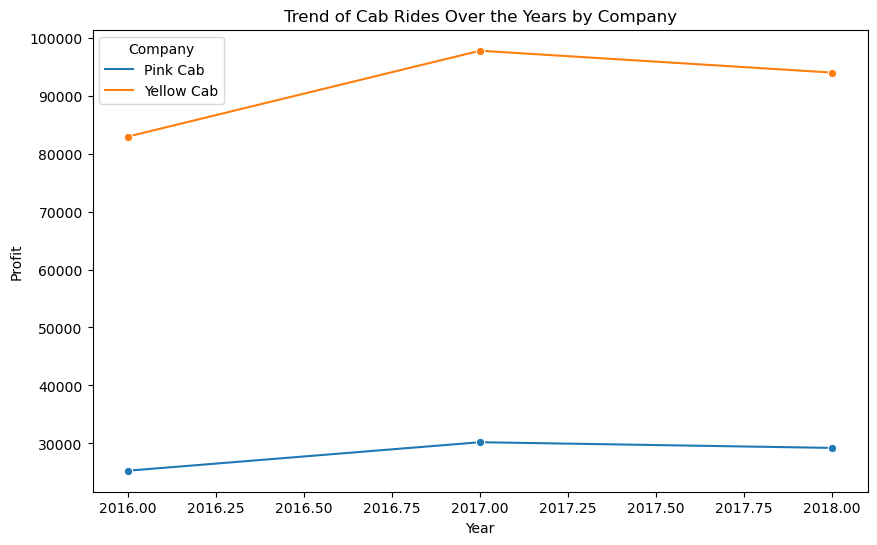 Trend of Cab Rides Over the Years by Company
Company
Pink Cab
Yellow Cab
100000
90000
80000
70000
60000
50000
40000
30000
Profit
2016.00 2016.25 2016.50 2016.75 2017.00 2017.25 2017.50 2017.75 2018.00
Year